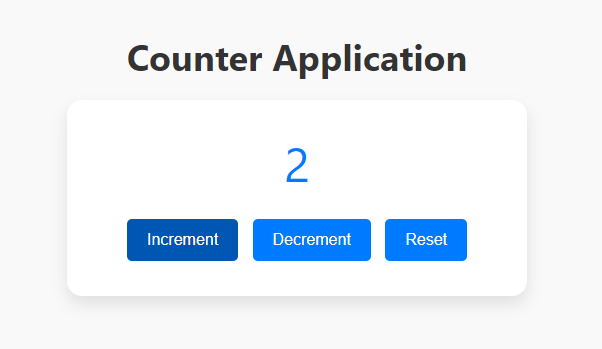 Counter Application
2
Increment Decrement Reset